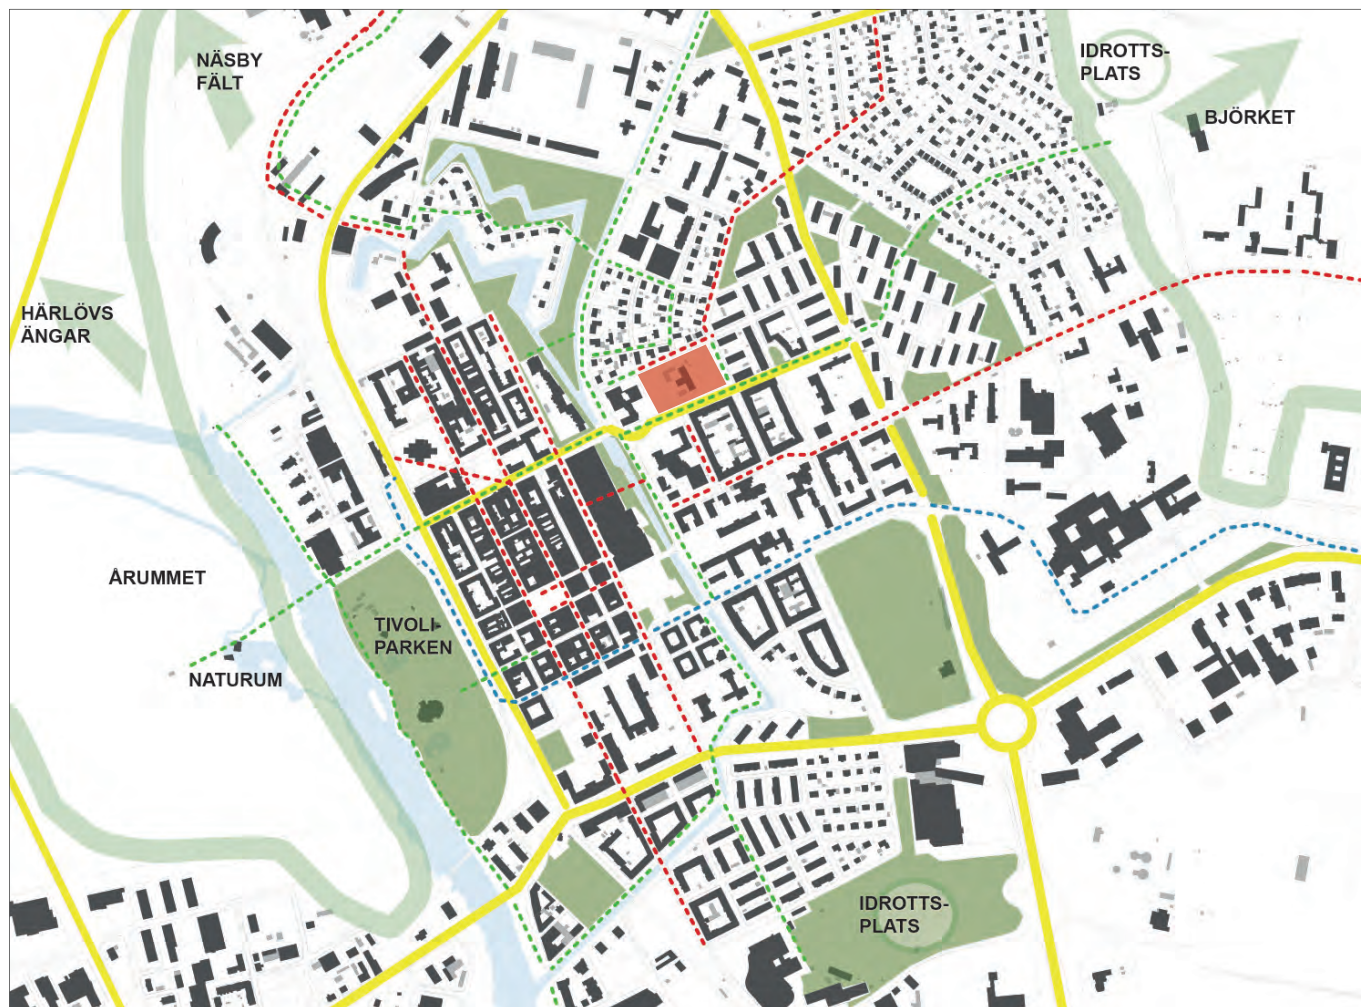 NÄSBY
FÄLT
IDROTTS-
PLATS
BJÖRKET
HÄRLÖVS
ÄNGAR
ÅRUMMET
TIVOLI-
PARKEN
NATURUM
IDROTTS-
PLATS